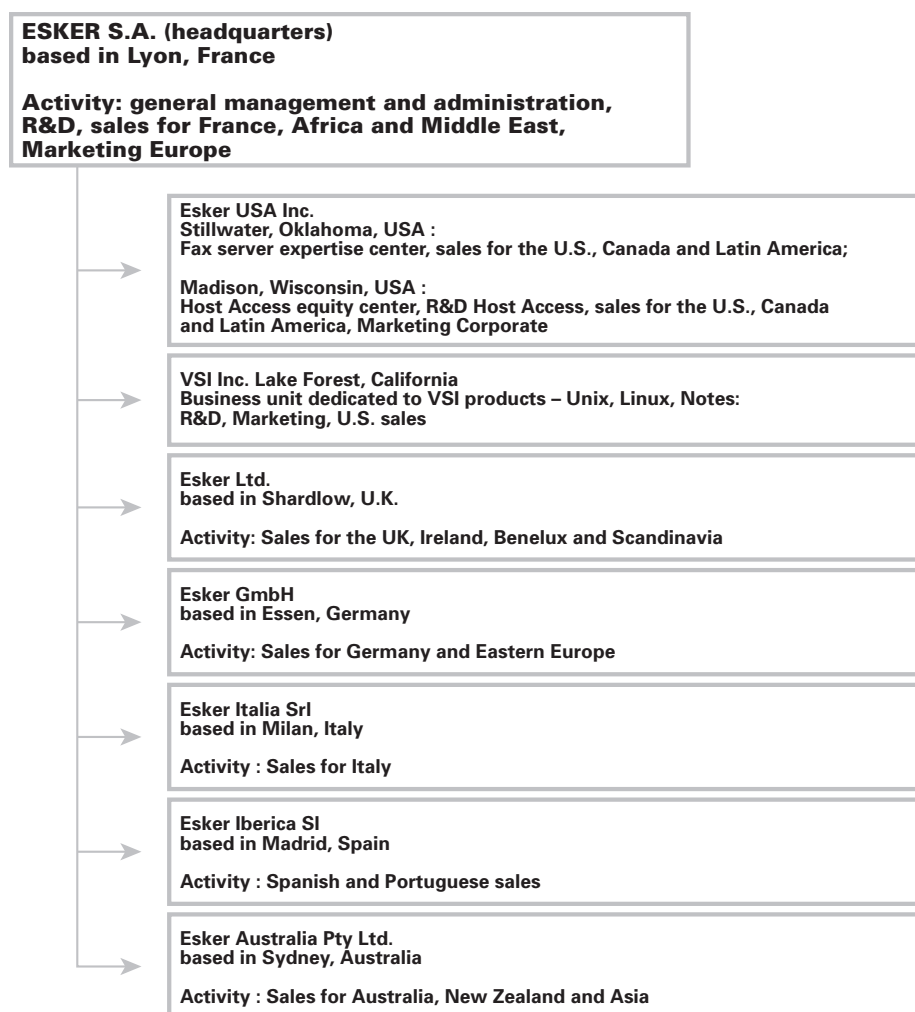 ESKER S.A. (headquarters)
based in Lyon, France
Activity: general management and administration,
R&D, sales for France, Africa and Middle East,
Marketing Europe
Esker USA Inc.
Stillwater, Oklahoma, USA :
Fax server expertise center, sales for the U.S., Canada and Latin America;
Madison, Wisconsin, USA :
Host Access equity center, R&D Host Access, sales for the U.S., Canada
and Latin America, Marketing Corporate
VSI Inc. Lake Forest, California
Business unit dedicated to VSI products – Unix, Linux, Notes:
R&D, Marketing, U.S. sales
Esker Ltd.
based in Shardlow, U.K.
Activity: Sales for the UK, Ireland, Benelux and Scandinavia
Esker GmbH
based in Essen, Germany
Activity: Sales for Germany and Eastern Europe
Esker Italia Srl
based in Milan, Italy
Activity : Sales for Italy
Esker Iberica Sl
based in Madrid, Spain
Activity : Spanish and Portuguese sales
Esker Australia Pty Ltd.
based in Sydney, Australia
Activity : Sales for Australia, New Zealand and Asia